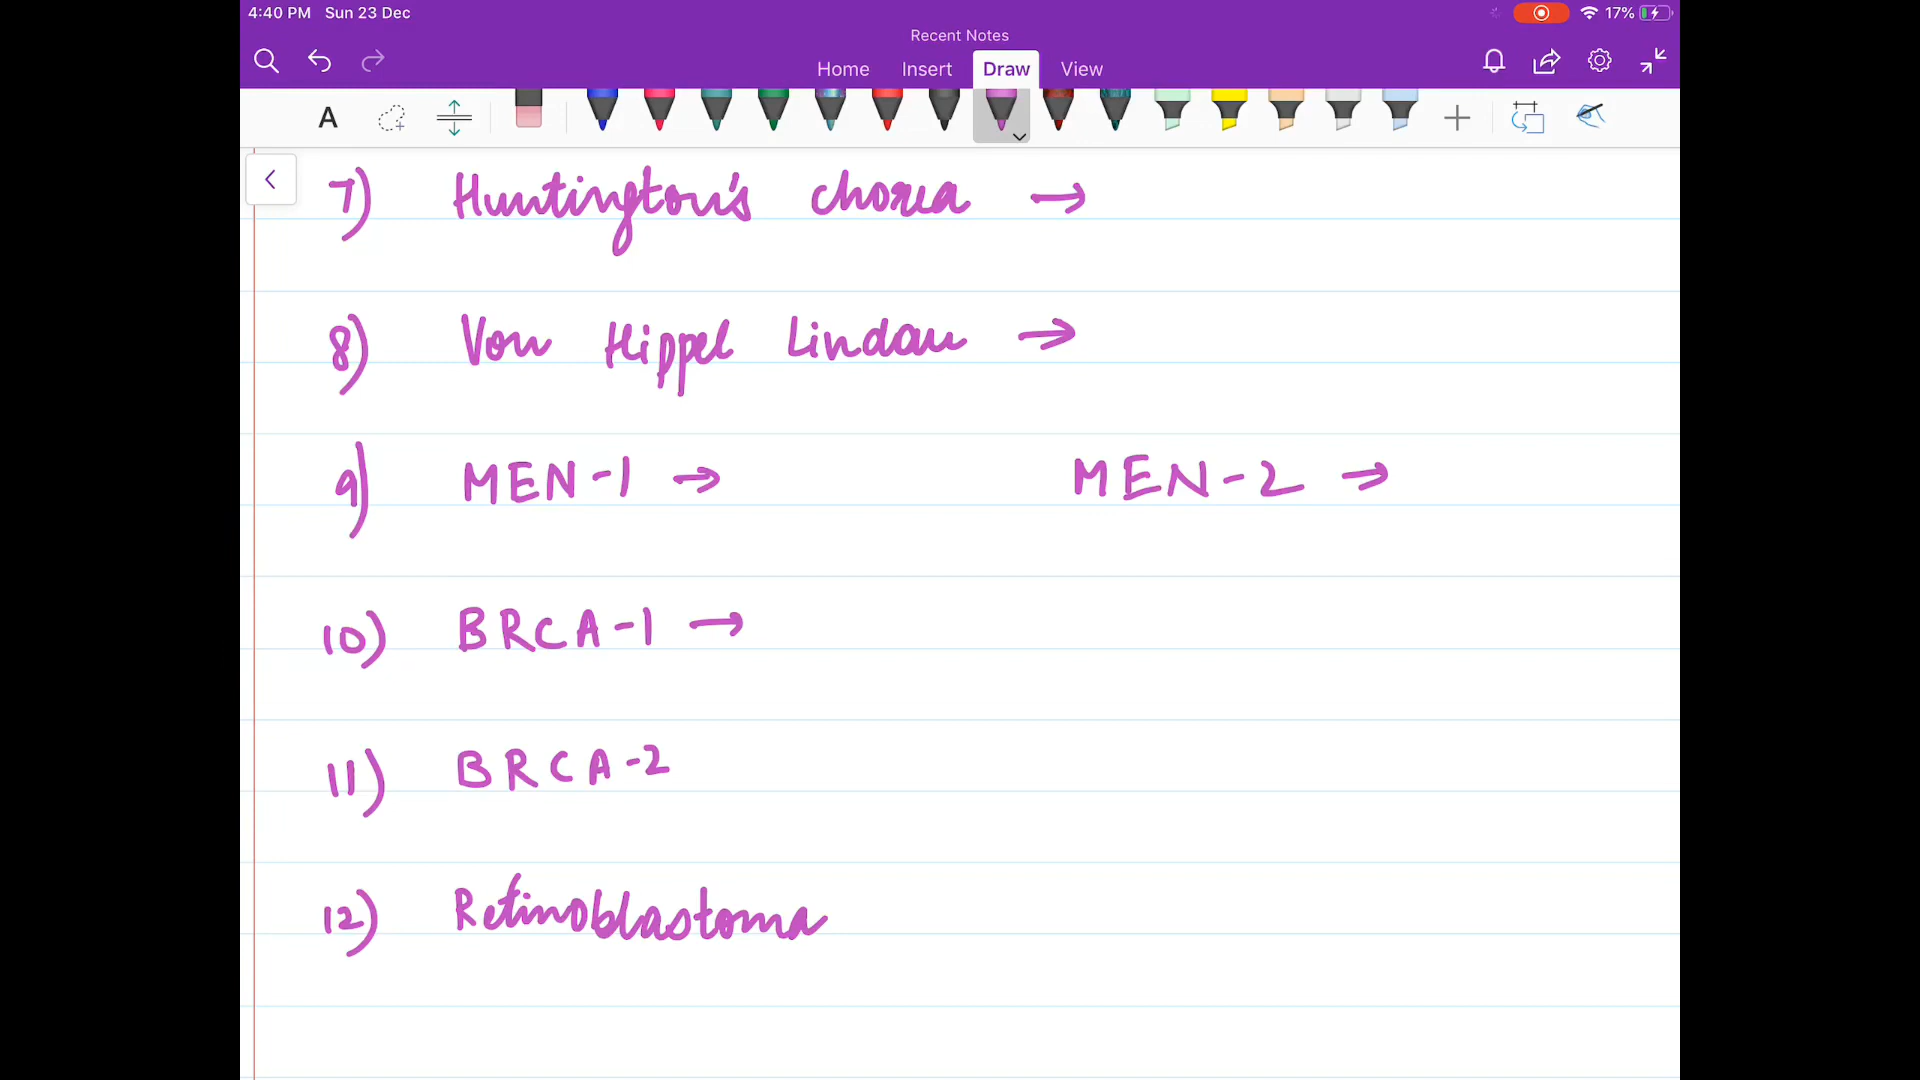 4:40 PM Sun 23 Dec
17%
Recent Notes
Home Insert Draw View
A
7) Huntington's chorea →
8) Von Hippel Lindau →
9) MEN-1 → MEN-2 →
10) BRCA-1 →
11) BRCA-2
12) Retinoblastoma